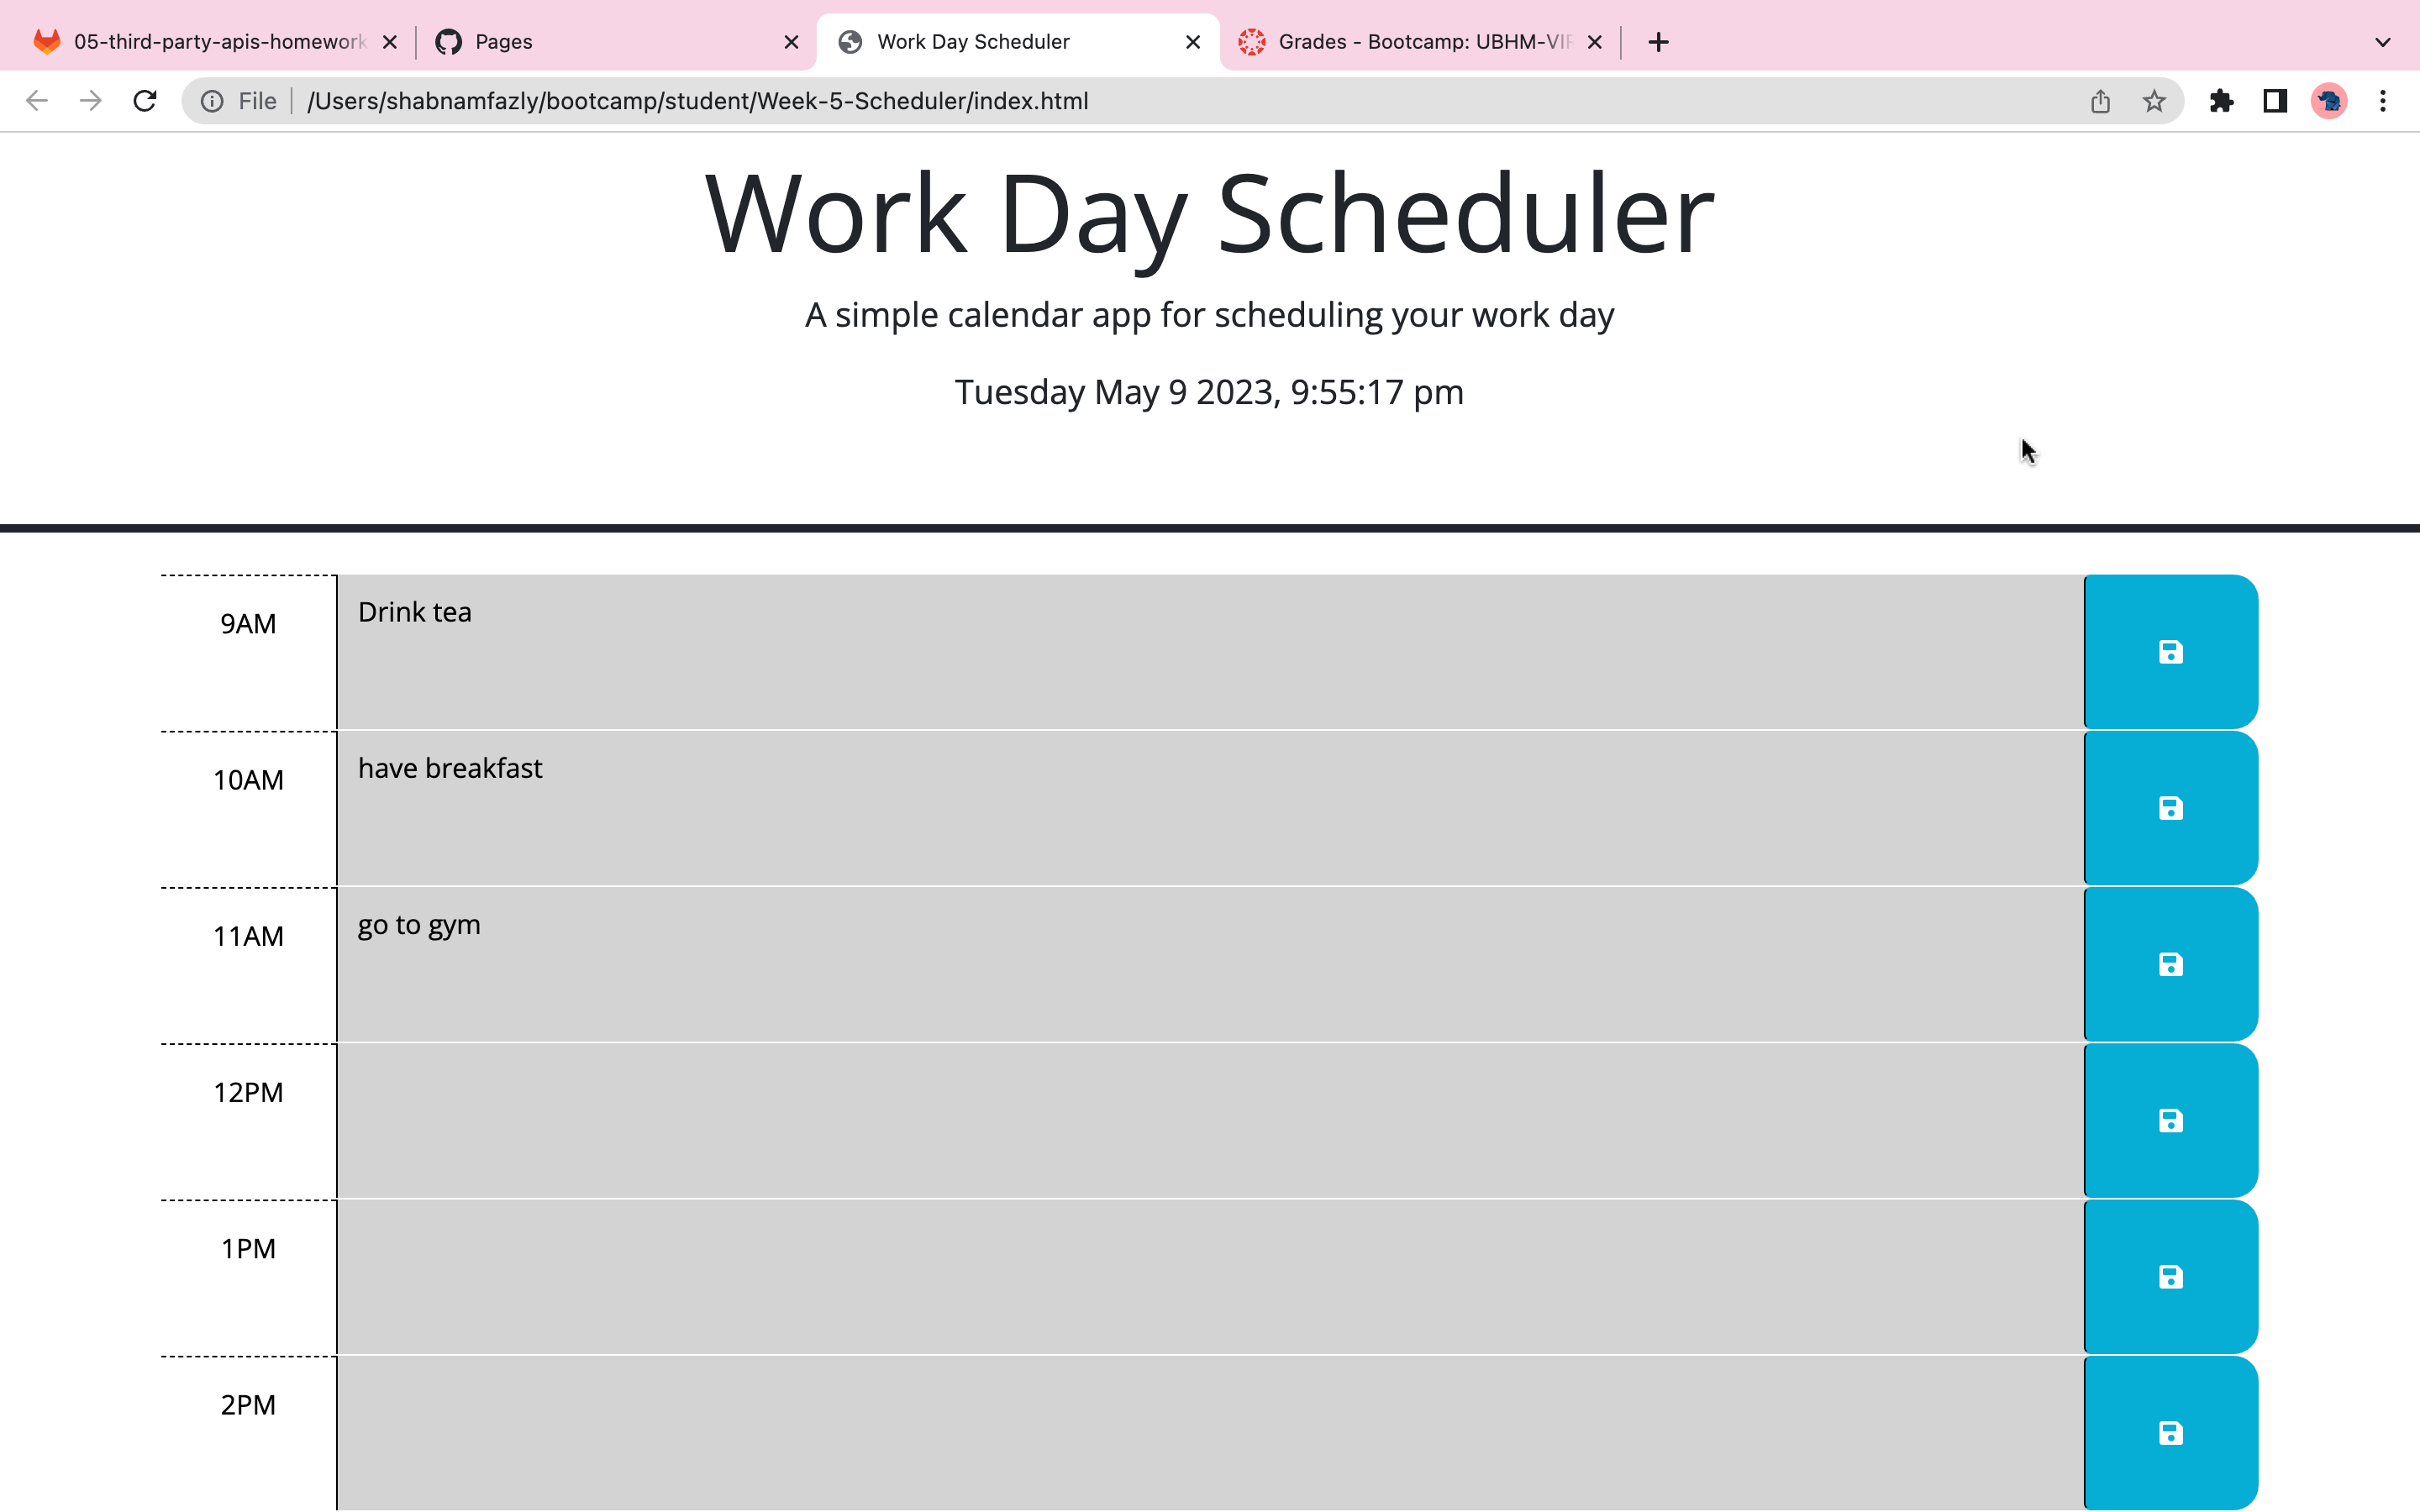 05-third-party-apis-homework
Pages
Work Day Scheduler
Grades - Bootcamp: UBHM-VIR
File
/Users/shabnamfazly/bootcamp/student/Week-5-Scheduler/index.html
Work Day Scheduler
A simple calendar app for scheduling your work day
Tuesday May 9 2023, 9:55:17 pm
9AM
Drink tea
10AM
have breakfast
11AM
go to gym
12PM
1PM
2PM